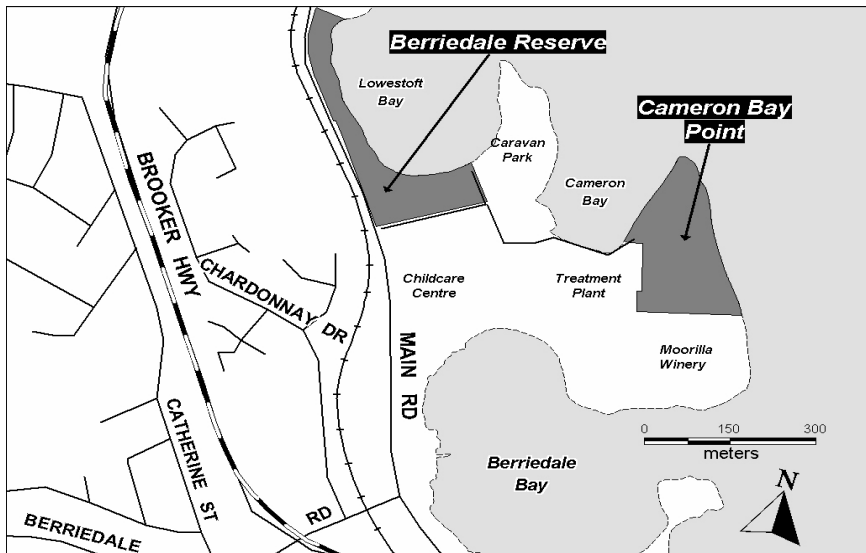 Berriedale Reserve
Lowestoft
Bay
Cameron Bay
Point
Caravan
Park
Cameron
Bay
BROOKER HWY
CHARDONNAY DR
Childcare
Centre
Treatment
Plant
MAIN RD
Moorilla
Winery
CATHERINE ST
0 150 300
meters
Berriedale
Bay
N
BERRIEDALE
RD